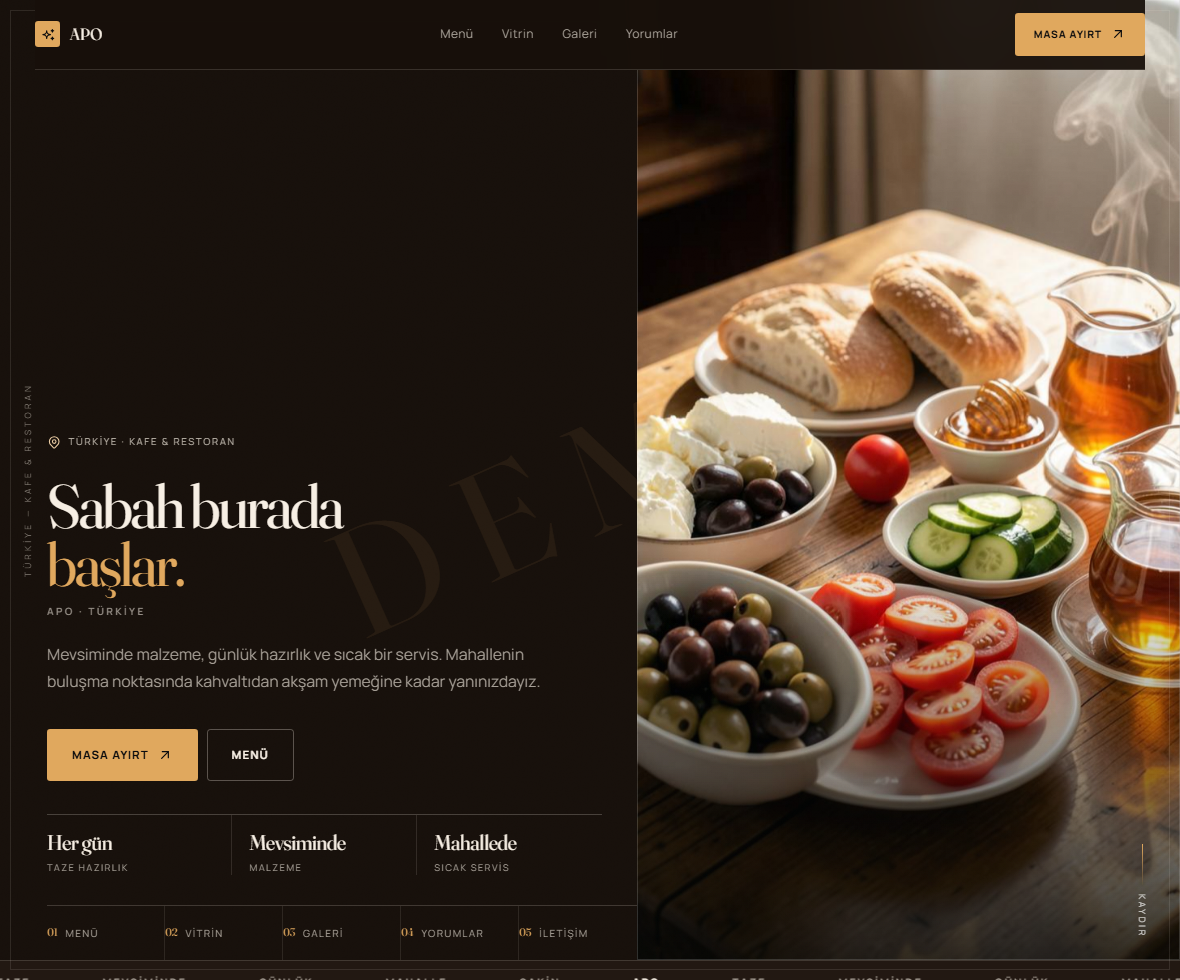 APO
Menü Vitrin Galeri Yorumlar
MASA AYIRT
TÜRKİYE — KAFE & RESTORAN
TÜRKİYE · KAFE & RESTORAN
Sabah burada
başlar.
APO · TÜRKİYE
Mevsiminde malzeme, günlük hazırlık ve sıcak bir servis. Mahallenin
buluşma noktasında kahvaltıdan akşam yemeğine kadar yanınızdayız.
MASA AYIRT
MENÜ
Her gün Mevsiminde Mahallede
TAZE HAZIRLIK MALZEME SICAK SERVİS
01 MENÜ 02 VİTRİN 03 GALERİ 04 YORUMLAR 05 İLETİŞİM
KAYDIR